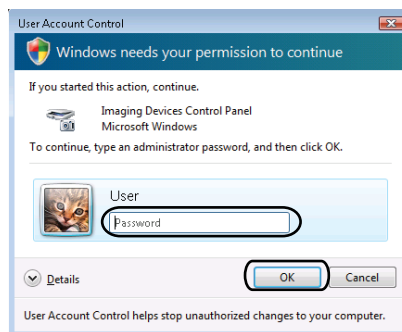 User Account Control
Windows needs your permission to continue
If you started this action, continue.
Imaging Devices Control Panel
Microsoft Windows
To continue, type an administrator password, and then click OK.
User
Password
Details
OK
Cancel
User Account Control helps stop unauthorized changes to your computer.